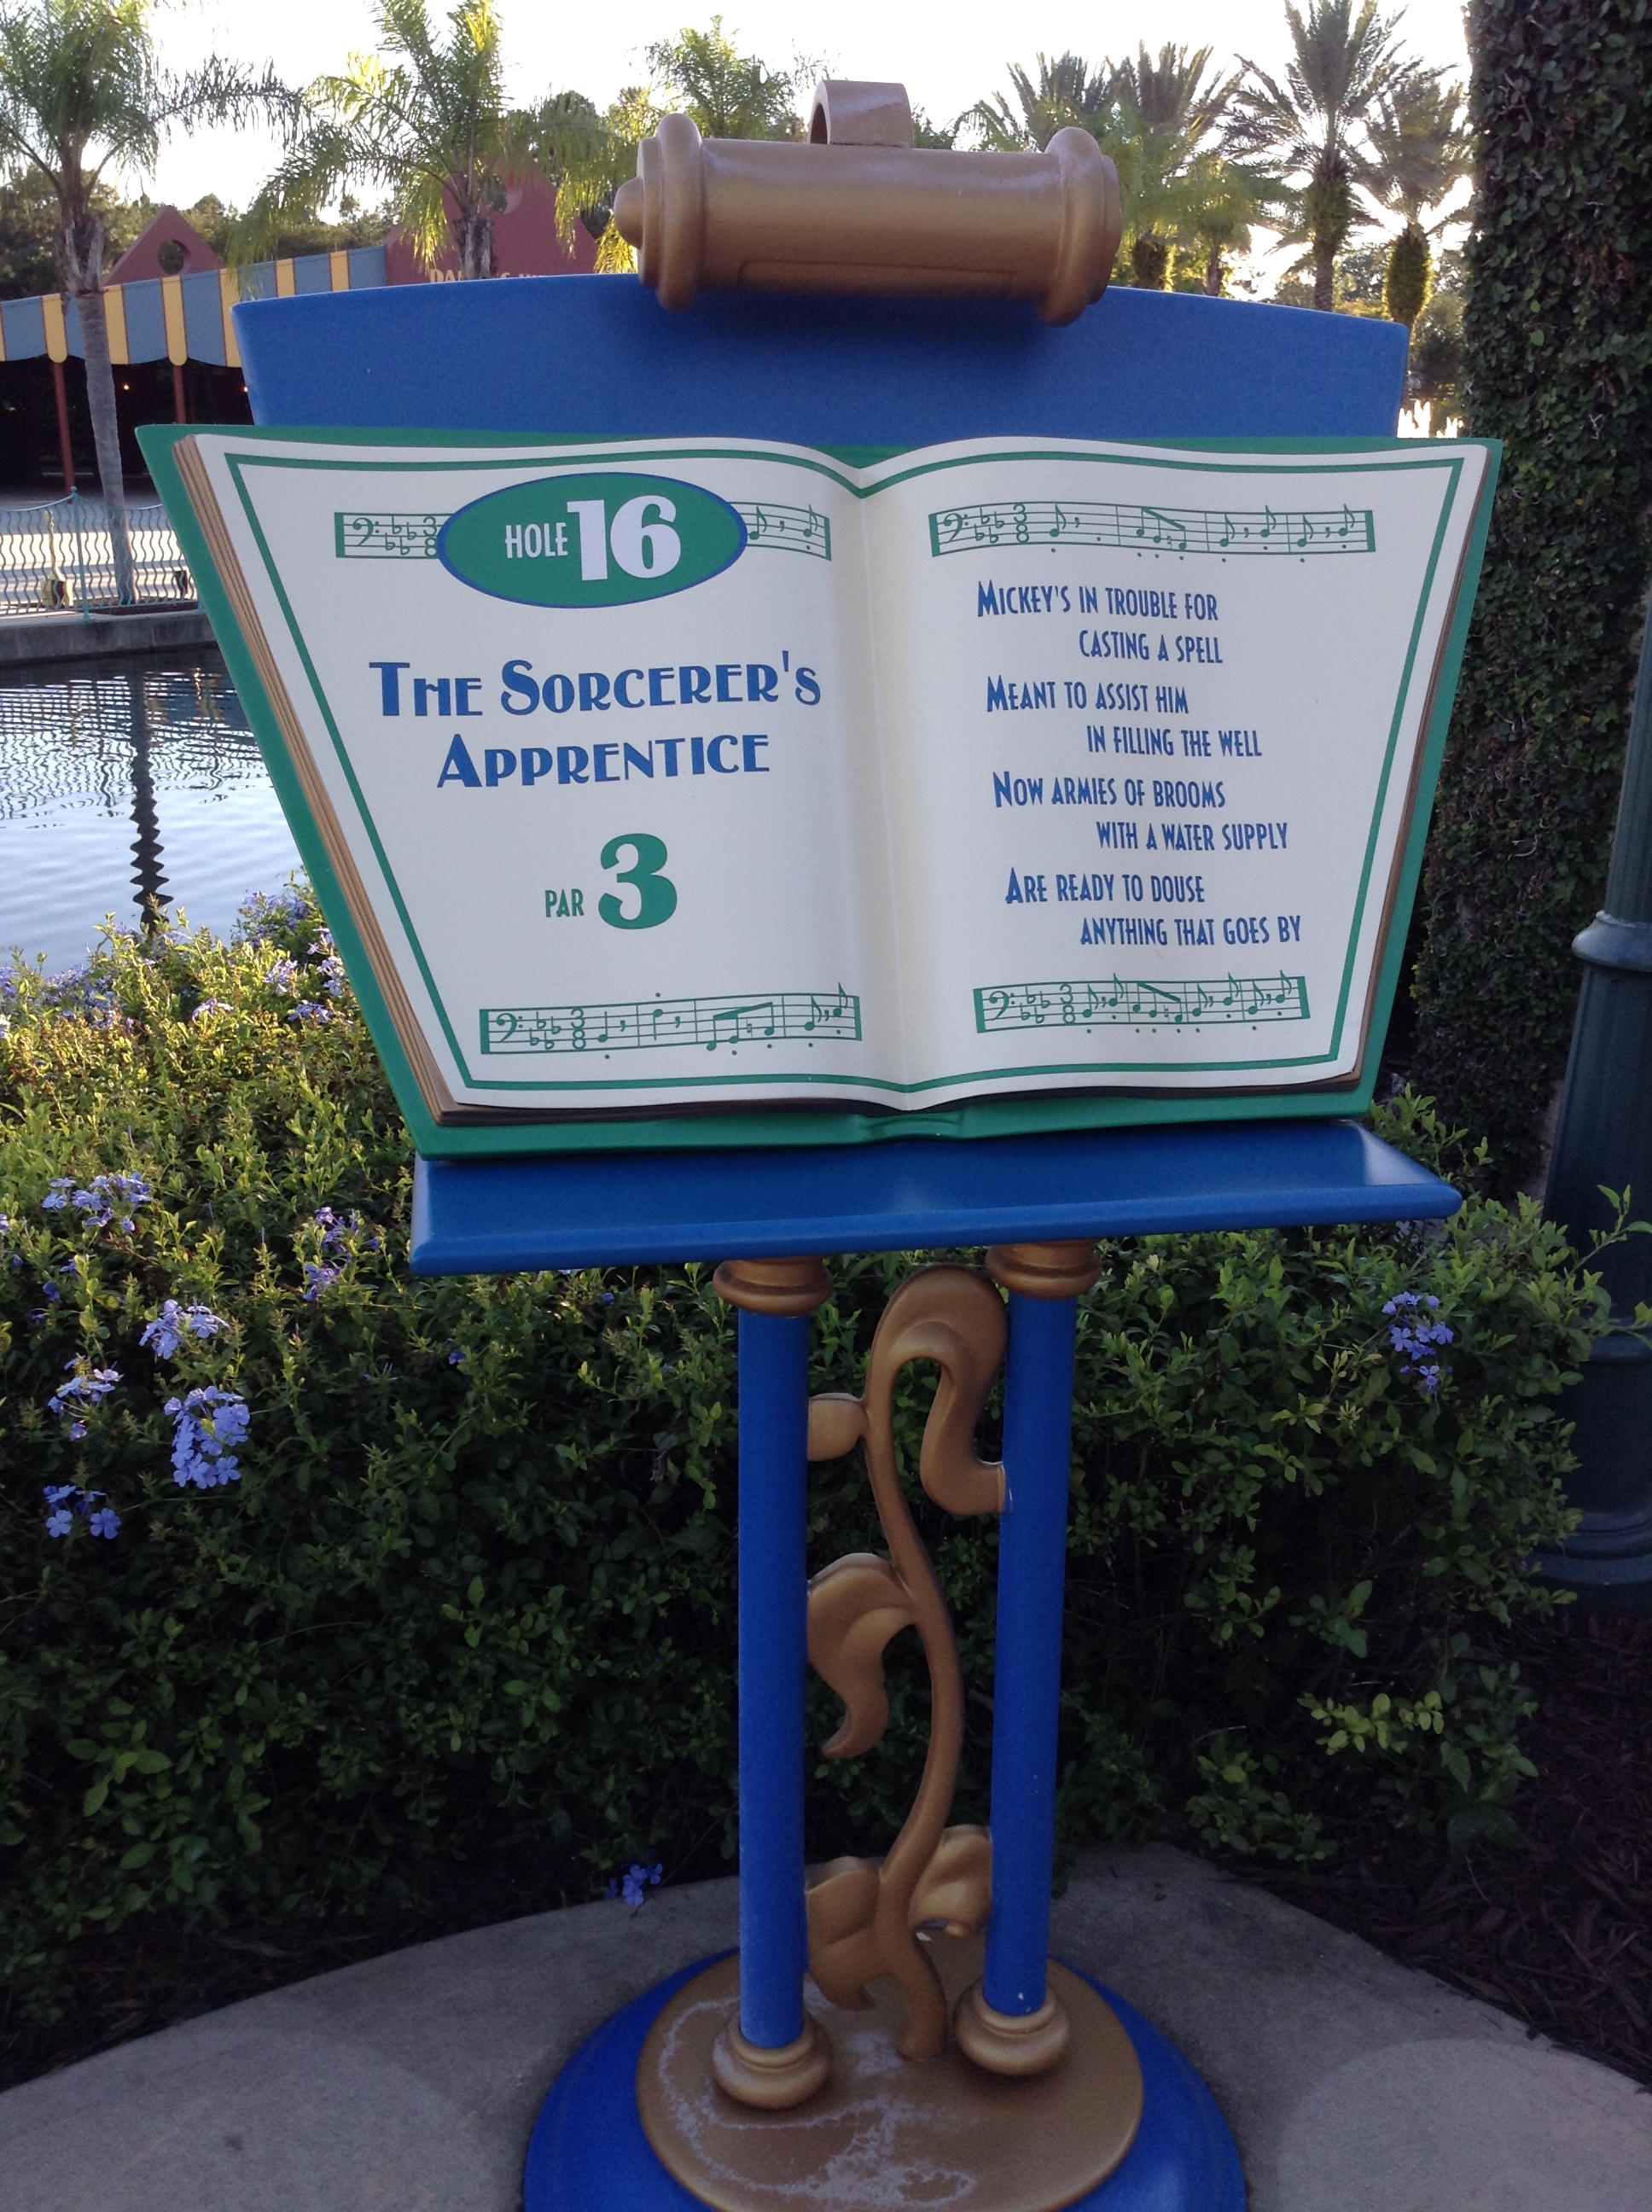 HOLE 16
THE SORCERER'S
APPRENTICE
PAR 3
MICKEY'S IN TROUBLE FOR
CASTING A SPELL
MEANT TO ASSIST HIM
IN FILLING THE WELL
NOW ARMIES OF BROOMS
WITH A WATER SUPPLY
ARE READY TO DOUSE
ANYTHING THAT GOES BY